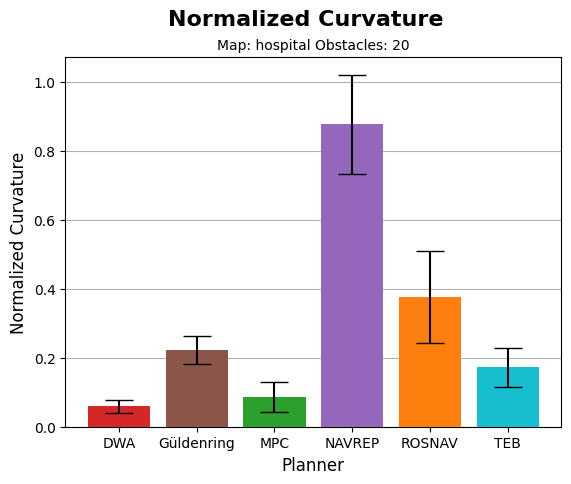 Normalized Curvature
Map: hospital Obstacles: 20
Normalized Curvature
1.0
0.8
0.6
0.4
0.2
0.0
DWA Güldenring MPC NAVREP ROSNAV TEB
Planner